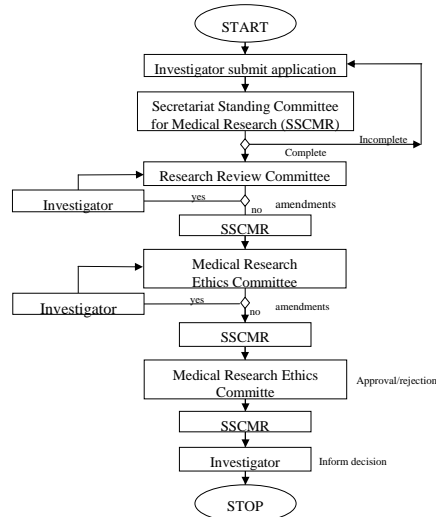 START
Investigator submit application
Secretariat Standing Committee
for Medical Research (SSCMR)
Incomplete
Complete
Research Review Committee
Investigator
yes
no
amendments
SSCMR
Medical Research
Ethics Committee
Investigator
yes
no
amendments
SSCMR
Medical Research Ethics
Committe
Approval/rejection
SSCMR
Investigator
Inform decision
STOP